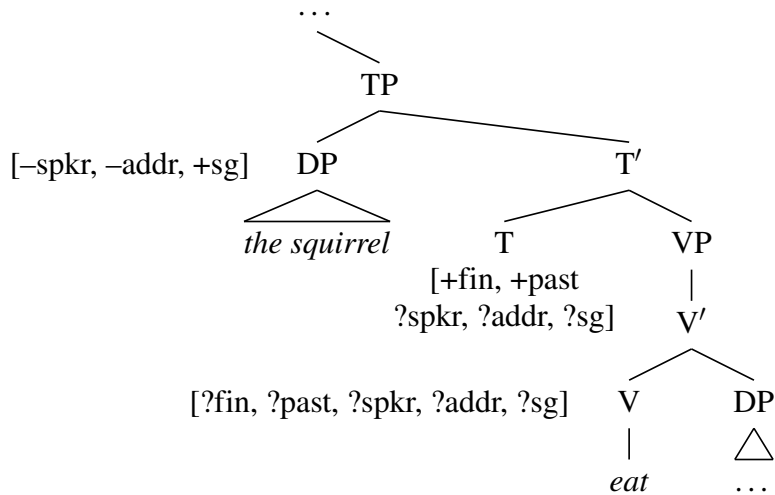 ...
TP
[–spkr, –addr, +sg] DP T′
the squirrel T VP
[+fin, +past
?spkr, ?addr, ?sg] V′
[?fin, ?past, ?spkr, ?addr, ?sg] V DP
eat ...